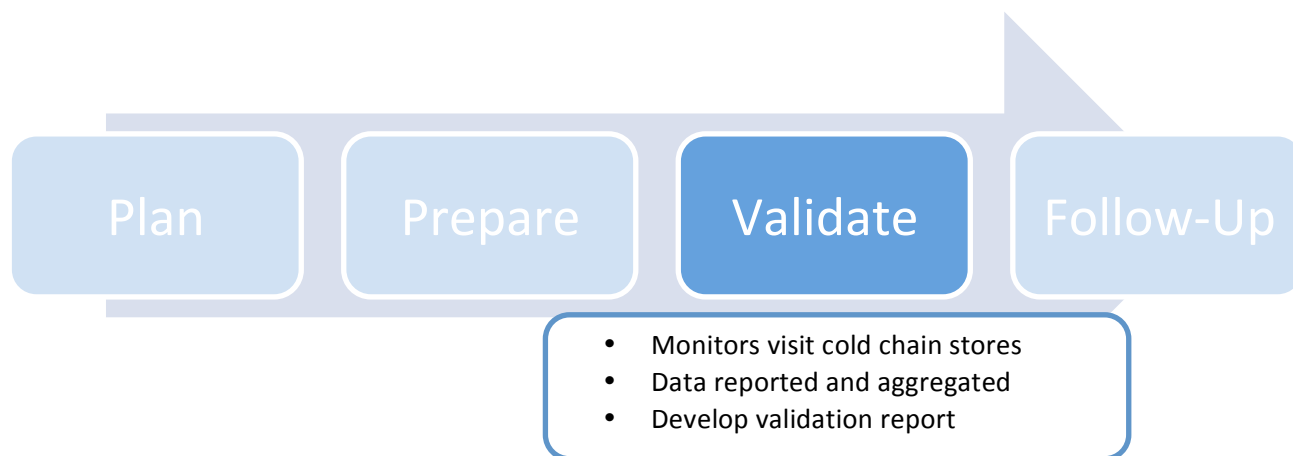 Plan
Prepare
Validate
Follow-Up
• Monitors visit cold chain stores
• Data reported and aggregated
• Develop validation report